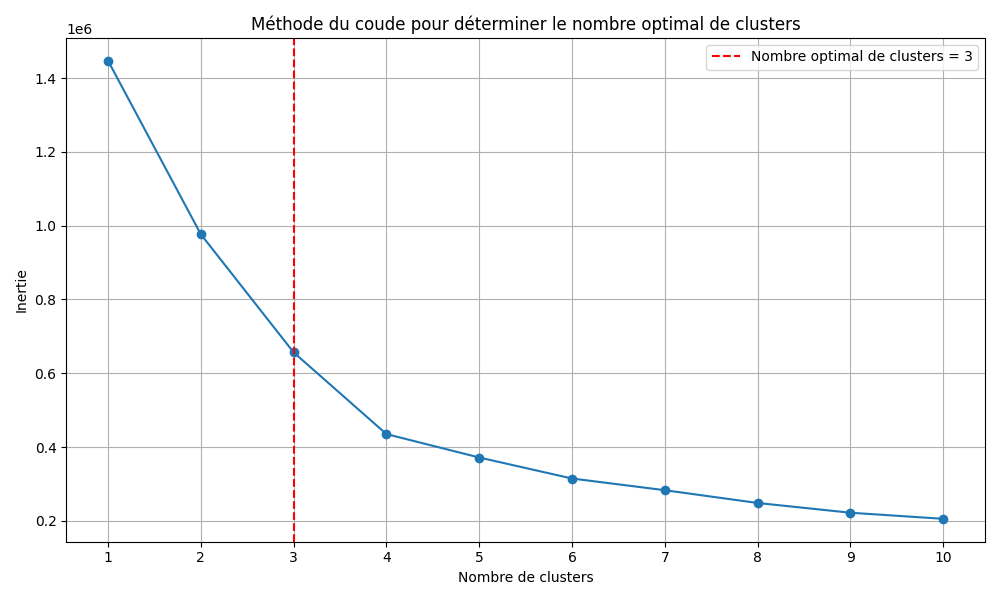 Méthode du coude pour déterminer le nombre optimal de clusters
1e6
Nombre optimal de clusters = 3
1.4
1.2
1.0
0.8
0.6
0.4
0.2
Inertie
1 2 3 4 5 6 7 8 9 10
Nombre de clusters